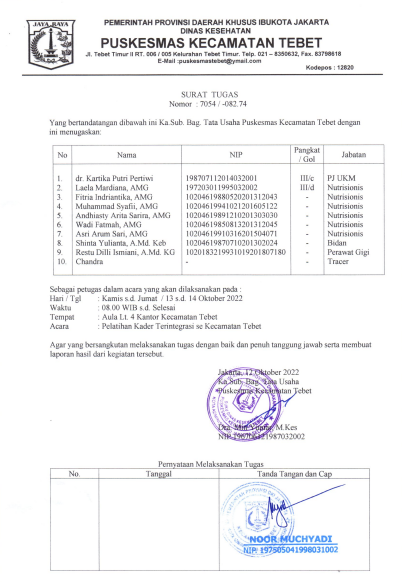 JAYA RAYA
PEMERINTAH PROVINSI DAERAH KHUSUS IBUKOTA JAKARTA
DINAS KESEHATAN
PUSKESMAS KECAMATAN TEBET
Jl. Tebet Timur II RT. 006 / 005 Kelurahan Tebet Timur. Telp. 021 – 8350632, Fax. 83798618
E-Mail :puskesmastebet@ymail.com
Kodepos : 12820
SURAT TUGAS
Nomor : 7054 / -082.74
Yang bertandatangan dibawah ini Ka.Sub. Bag. Tata Usaha Puskesmas Kecamatan Tebet dengan
ini menugaskan:
No Nama NIP Pangkat / Gol Jabatan
1. dr. Kartika Putri Pertiwi 198707112014032001 III/c PJ UKM
2. Laela Mardiana, AMG 197203011995032002 III/d Nutrisionis
3. Fitria Indriantika, AMG 10204619880520201312043 - Nutrisionis
4. Muhammad Syafii, AMG 10204619941021201605122 - Nutrisionis
5. Andhiasty Arita Sarira, AMG 10204619891210201303030 - Nutrisionis
6. Wadi Fatmah, AMG 10204619850813201312045 - Nutrisionis
7. Asri Arum Sari, AMG 10204619910316201504071 - Nutrisionis
8. Shinta Yulianta, A.Md. Keb 10204619870710201302024 - Bidan
9. Restu Dilli Ismiani, A.Md. KG 10201832199310192018071​80 - Perawat Gigi
10. Chandra - - Tracer
Sebagai petugas dalam acara yang akan dilaksanakan pada :
Hari / Tgl : Kamis s.d. Jumat / 13 s.d. 14 Oktober 2022
Waktu : 08.00 WIB s.d. Selesai
Tempat : Aula Lt. 4 Kantor Kecamatan Tebet
Acara : Pelatihan Kader Terintegrasi se Kecamatan Tebet
Agar yang bersangkutan melaksanakan tugas dengan baik dan penuh tanggung jawab serta membuat
laporan hasil dari kegiatan tersebut.
Jakarta, 12 Oktober 2022
Ka.Sub. Bag. Tata Usaha
Puskesmas Kecamatan Tebet
M.Kes
Pernyataan Melaksanakan Tugas
No. Tanggal Tanda Tangan dan Cap
NOOR MUCHYADI
NIP. 197505041998031002